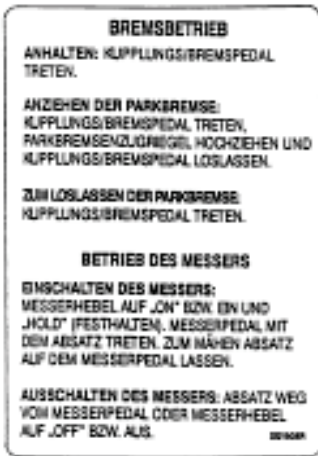 BREMSBETRIEB
ANHALTEN: KUPPLUNGS/BREMSPEDAL
TRETEN.
ANZIEHEN DER PARKBREMSE:
KUPPLUNGS/BREMSPEDAL TRETEN,
PARKBREMSENZUGRIEGEL HOCHZIEHEN UND
KUPPLUNGS/BREMSPEDAL LOSLASSEN.
ZUM LOSLASSEN DER PARKBREMSE:
KUPPLUNGS/BREMSPEDAL TRETEN.
BETRIEB DES MESSERS
EINSCHALTEN DES MESSERS:
MESSERHEBEL AUF „ON" BZW. EIN UND
„HOLD" (FESTHALTEN). MESSERPEDAL MIT
DEM ABSATZ TRETEN. ZUM MÄHEN ABSATZ
AUF DEM MESSERPEDAL LASSEN.
AUSSCHALTEN DES MESSERS: ABSATZ WEG
VOM MESSERPEDAL ODER MESSERHEBEL
AUF „OFF" BZW. AUS.